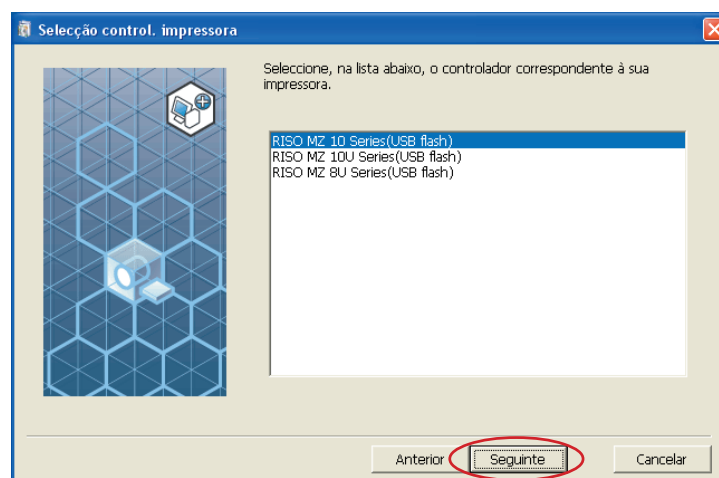 Selecção control. impressora
Seleccione, na lista abaixo, o controlador correspondente à sua
impressora.
RISO MZ 10 Series(USB flash)
RISO MZ 10U Series(USB flash)
RISO MZ 8U Series(USB flash)
Anterior Seguinte Cancelar